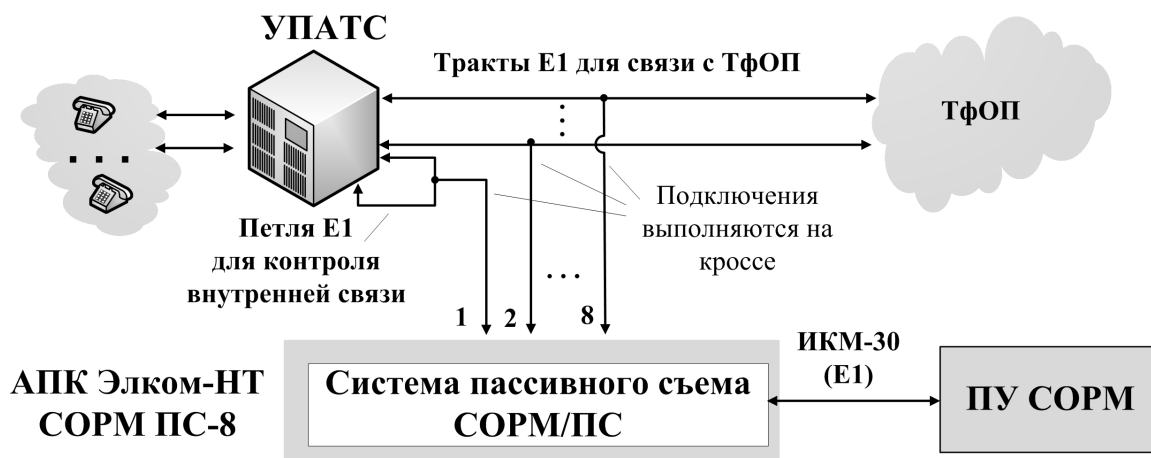 УПАТС
Тракты Е1 для связи с ТфОП
ТфОП
Петля Е1
для контроля
внутренней связи
Подключения
выполняются на
кроссе
1
2
8
АПК Элком-НТ
СОРМ ПС-8
Система пассивного съема
СОРМ/ПС
ИКМ-30
(Е1)
ПУ СОРМ